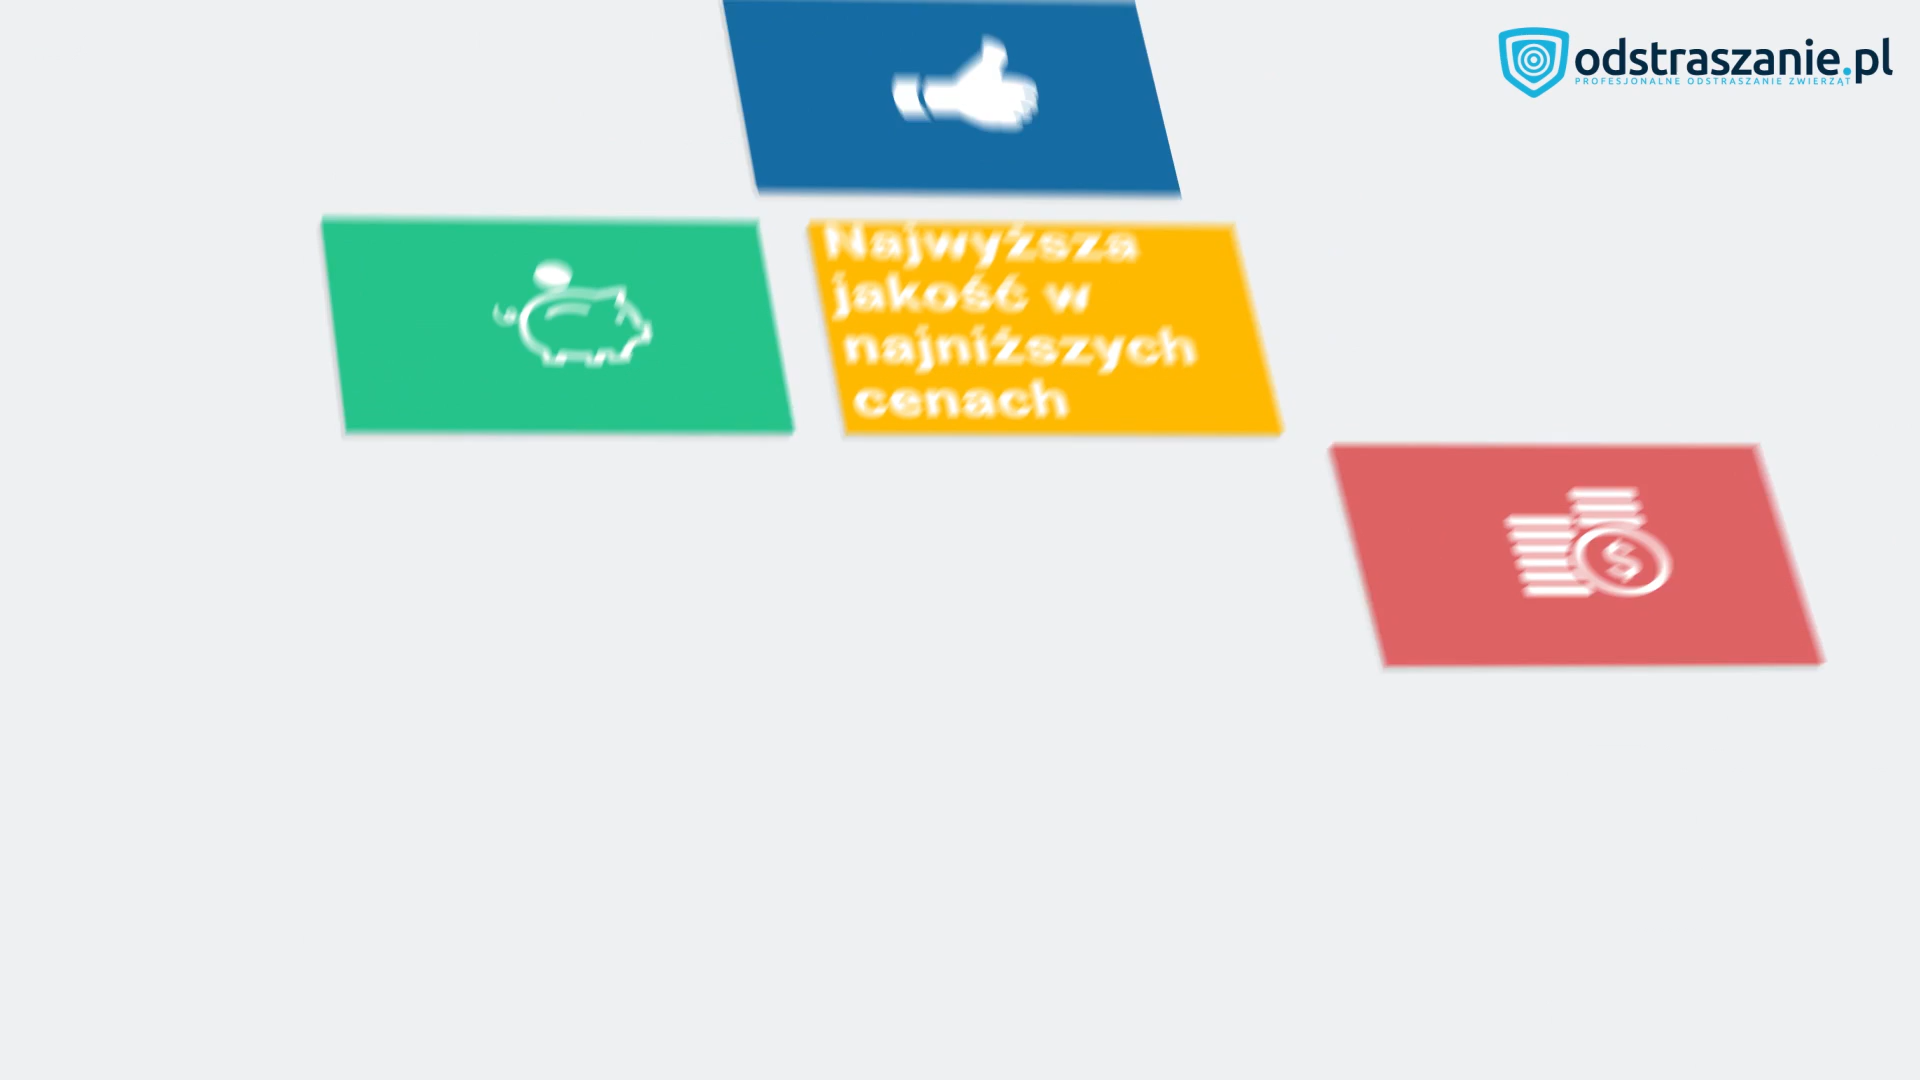 odstraszanie.pl
PROFESJONALNE ODSTRASZANIE ZWIERZĄT
Najwyższa
jakość w
najniższych
cenach
$